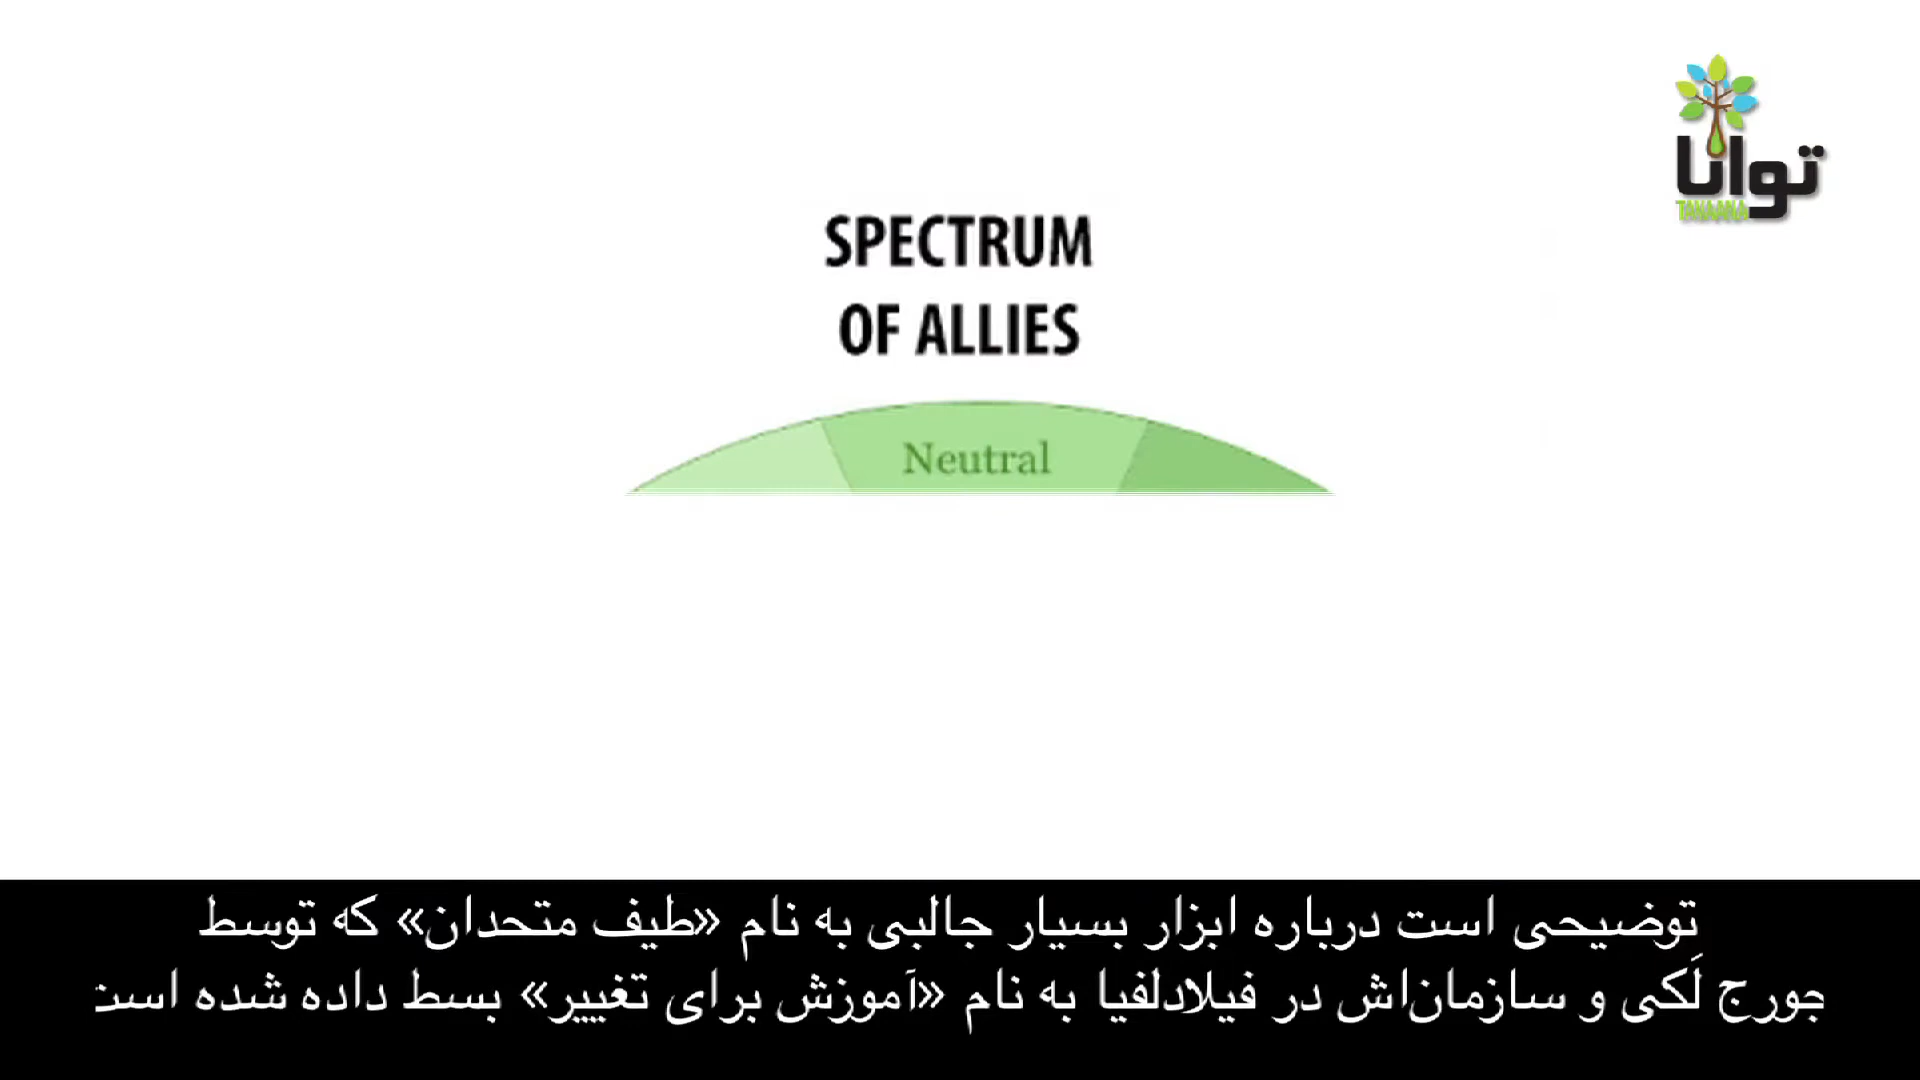 توانا
TAVAANA
SPECTRUM
OF ALLIES
Neutral
توضیحی است درباره ابزار بسیار جالبی به نام «طیف متحدان» که توسط
جورج لَکی و سازمان‌اش در فیلادلفیا به نام «آموزش برای تغییر» بسط داده شده است